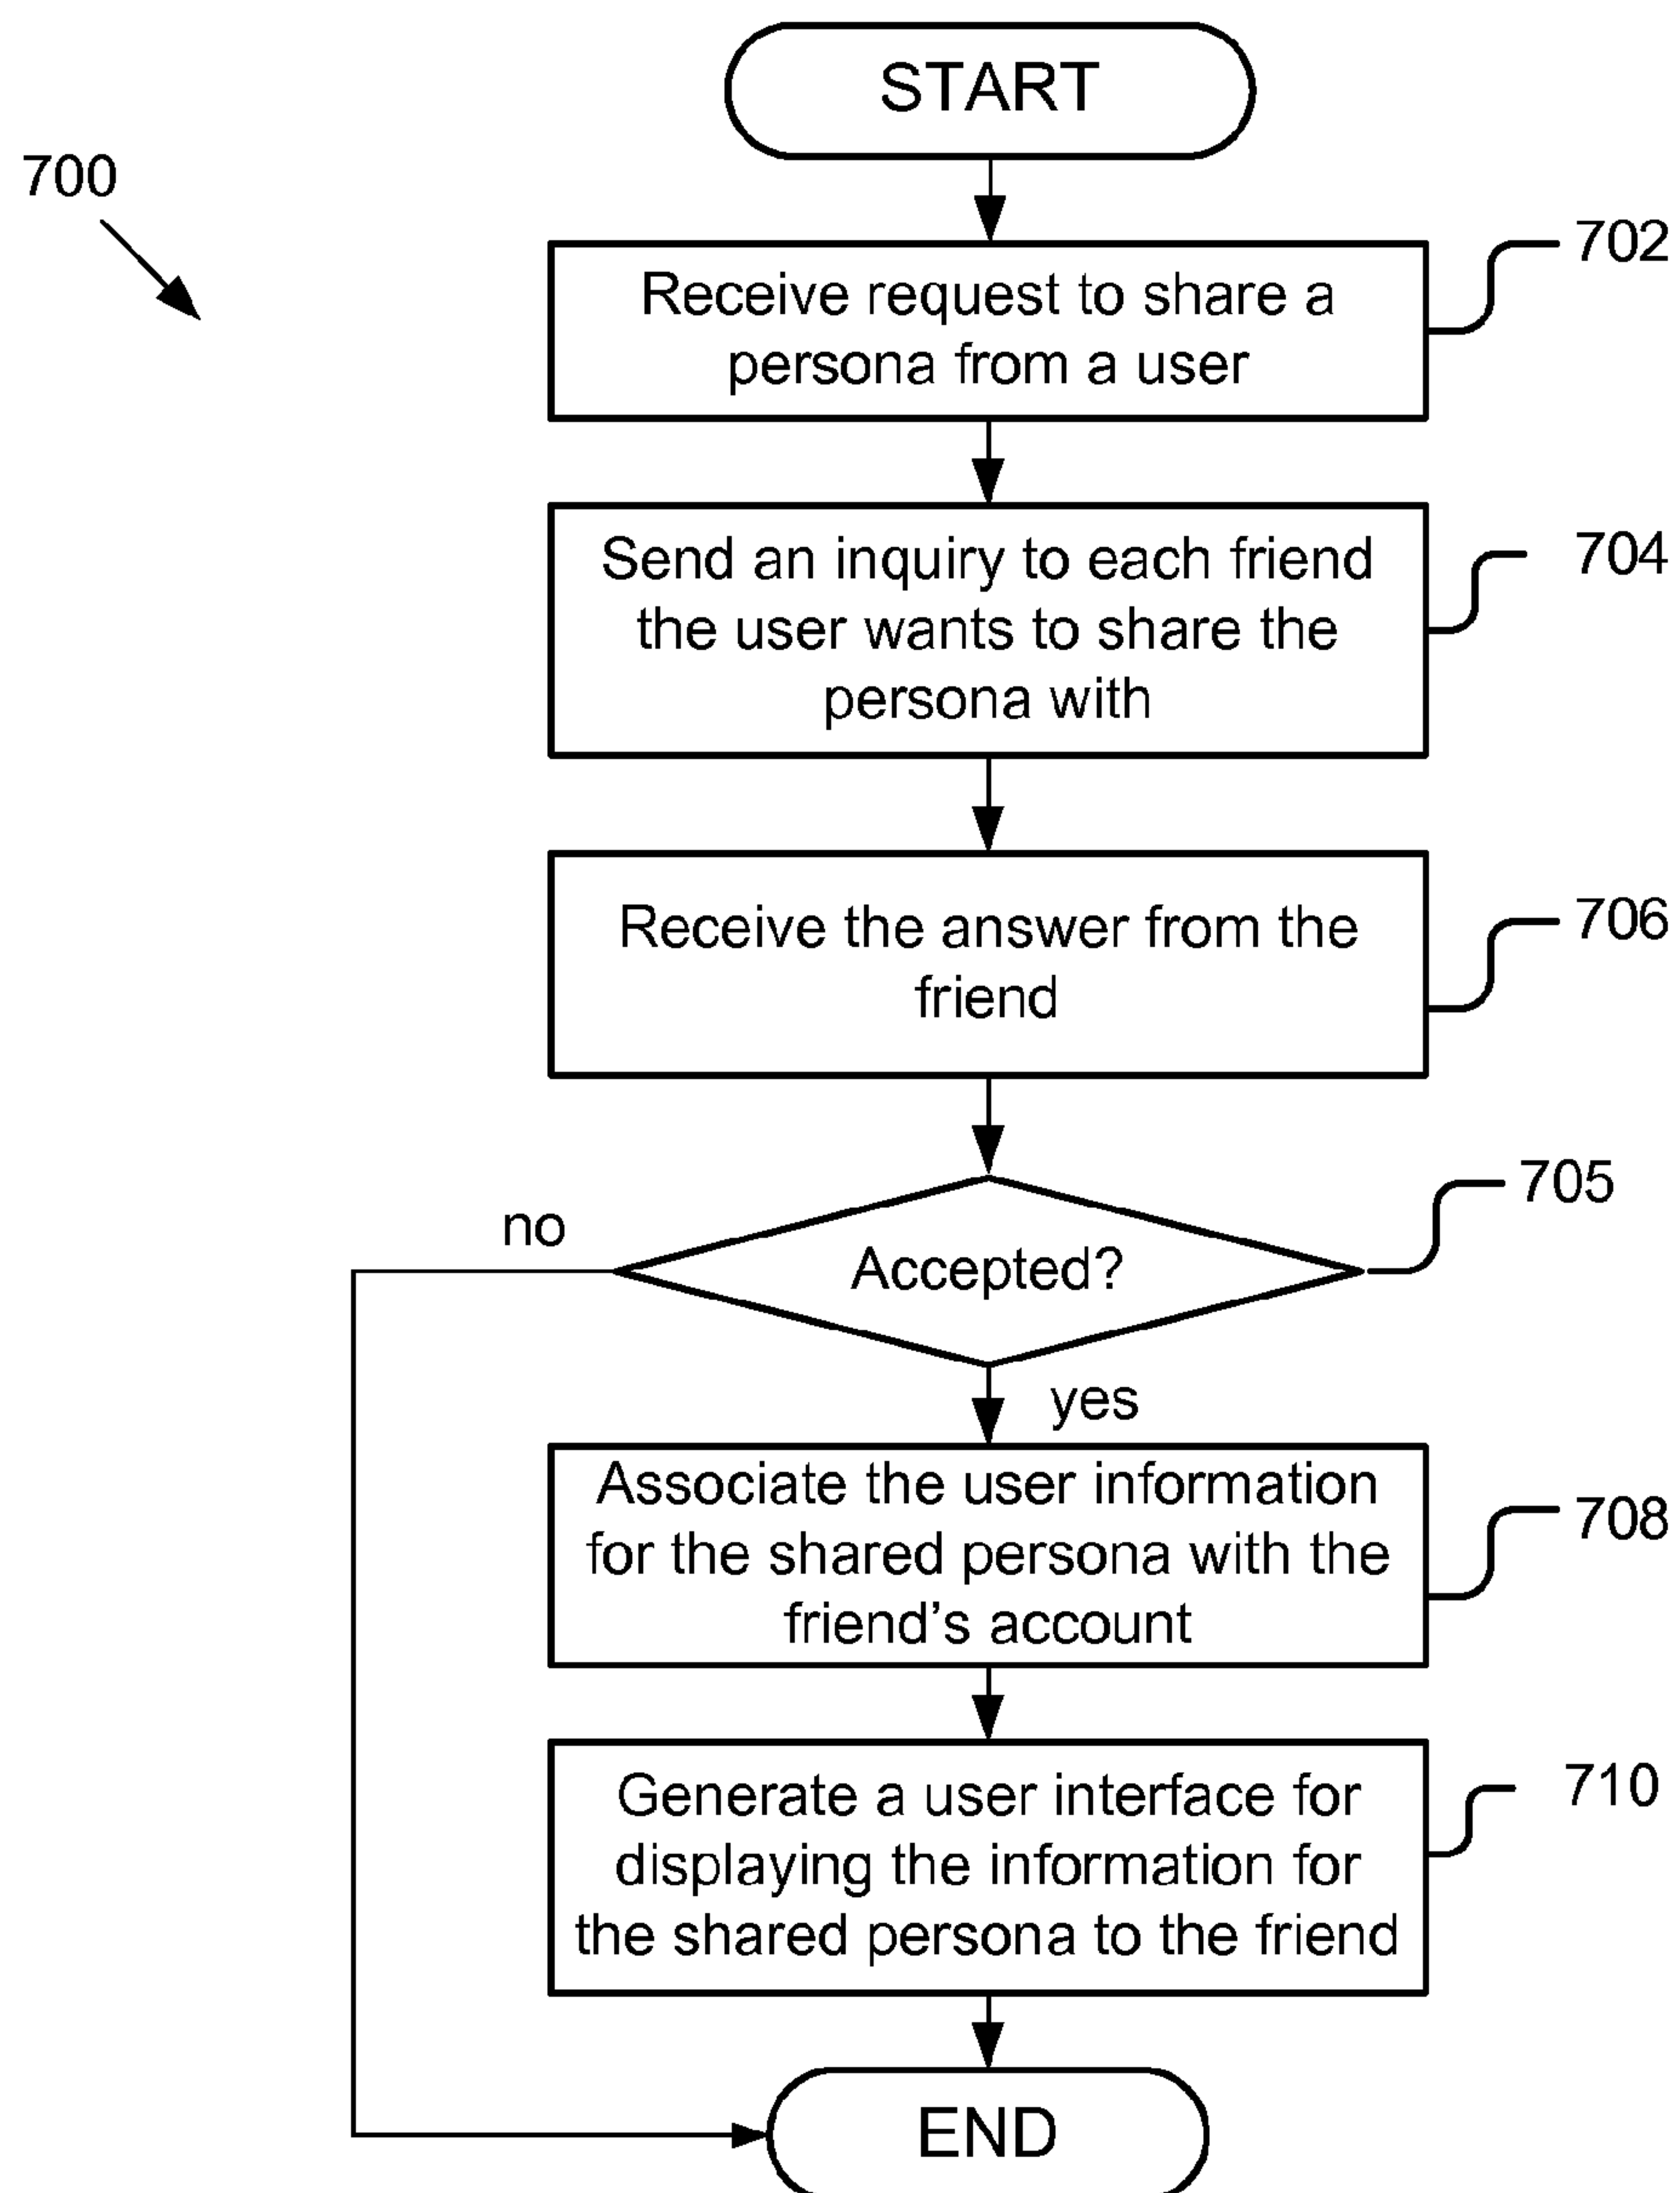 START
700
702
Receive request to share a
persona from a user
704
Send an inquiry to each friend
the user wants to share the
persona with
706
Receive the answer from the
friend
705
no
Accepted?
yes
Associate the user information
for the shared persona with the
friend's account
708
Generate a user interface for
displaying the information for
the shared persona to the friend
710
END